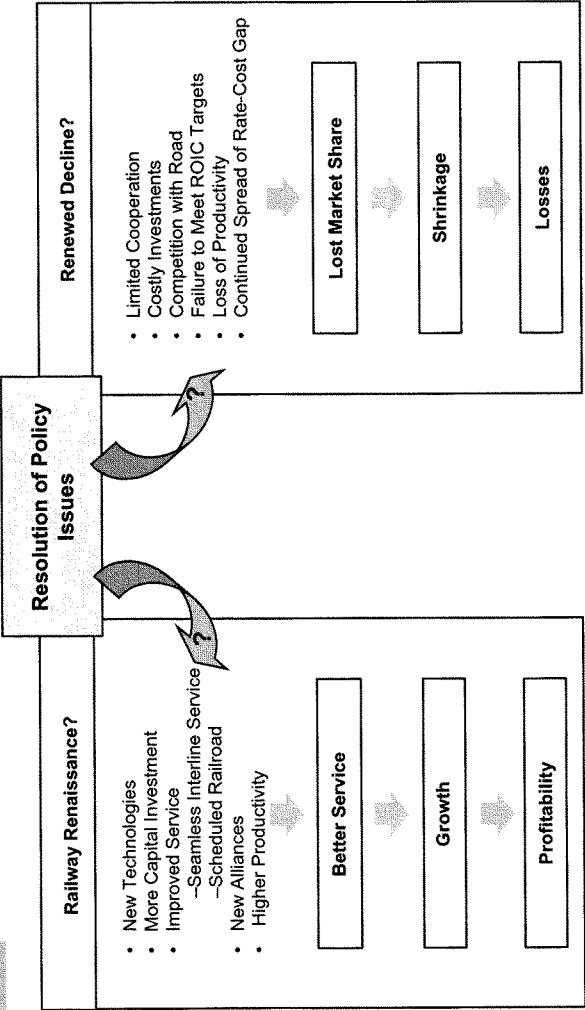 Resolution of Policy
Issues
Railway Renaissance?
• New Technologies
• More Capital Investment
• Improved Service
–Seamless Interline Service
–Scheduled Railroad
• New Alliances
• Higher Productivity
?
Better Service
Growth
Profitability
Renewed Decline?
• Limited Cooperation
• Costly Investments
• Competition with Road
• Failure to Meet ROIC Targets
• Loss of Productivity
• Continued Spread of Rate-Cost Gap
?
Lost Market Share
Shrinkage
Losses